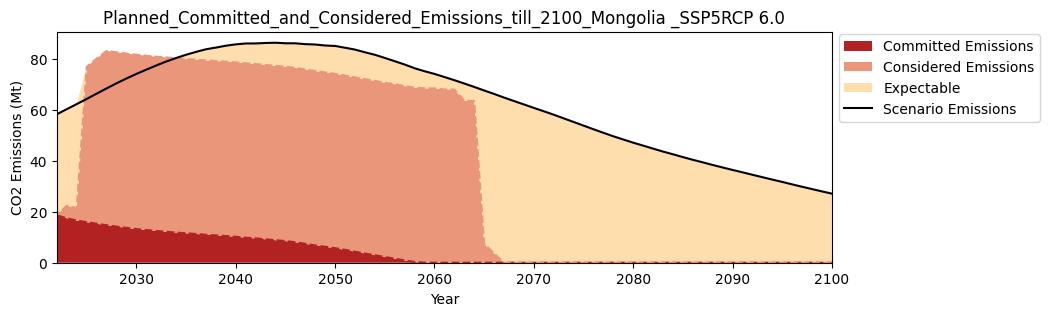 Planned_Committed_and_Considered_Emissions_till_2100_Mongolia _SSP5RCP 6.0
CO2 Emissions (Mt)
80
60
40
20
0
2030 2040 2050 2060 2070 2080 2090 2100
Year
Committed Emissions
Considered Emissions
Expectable
Scenario Emissions